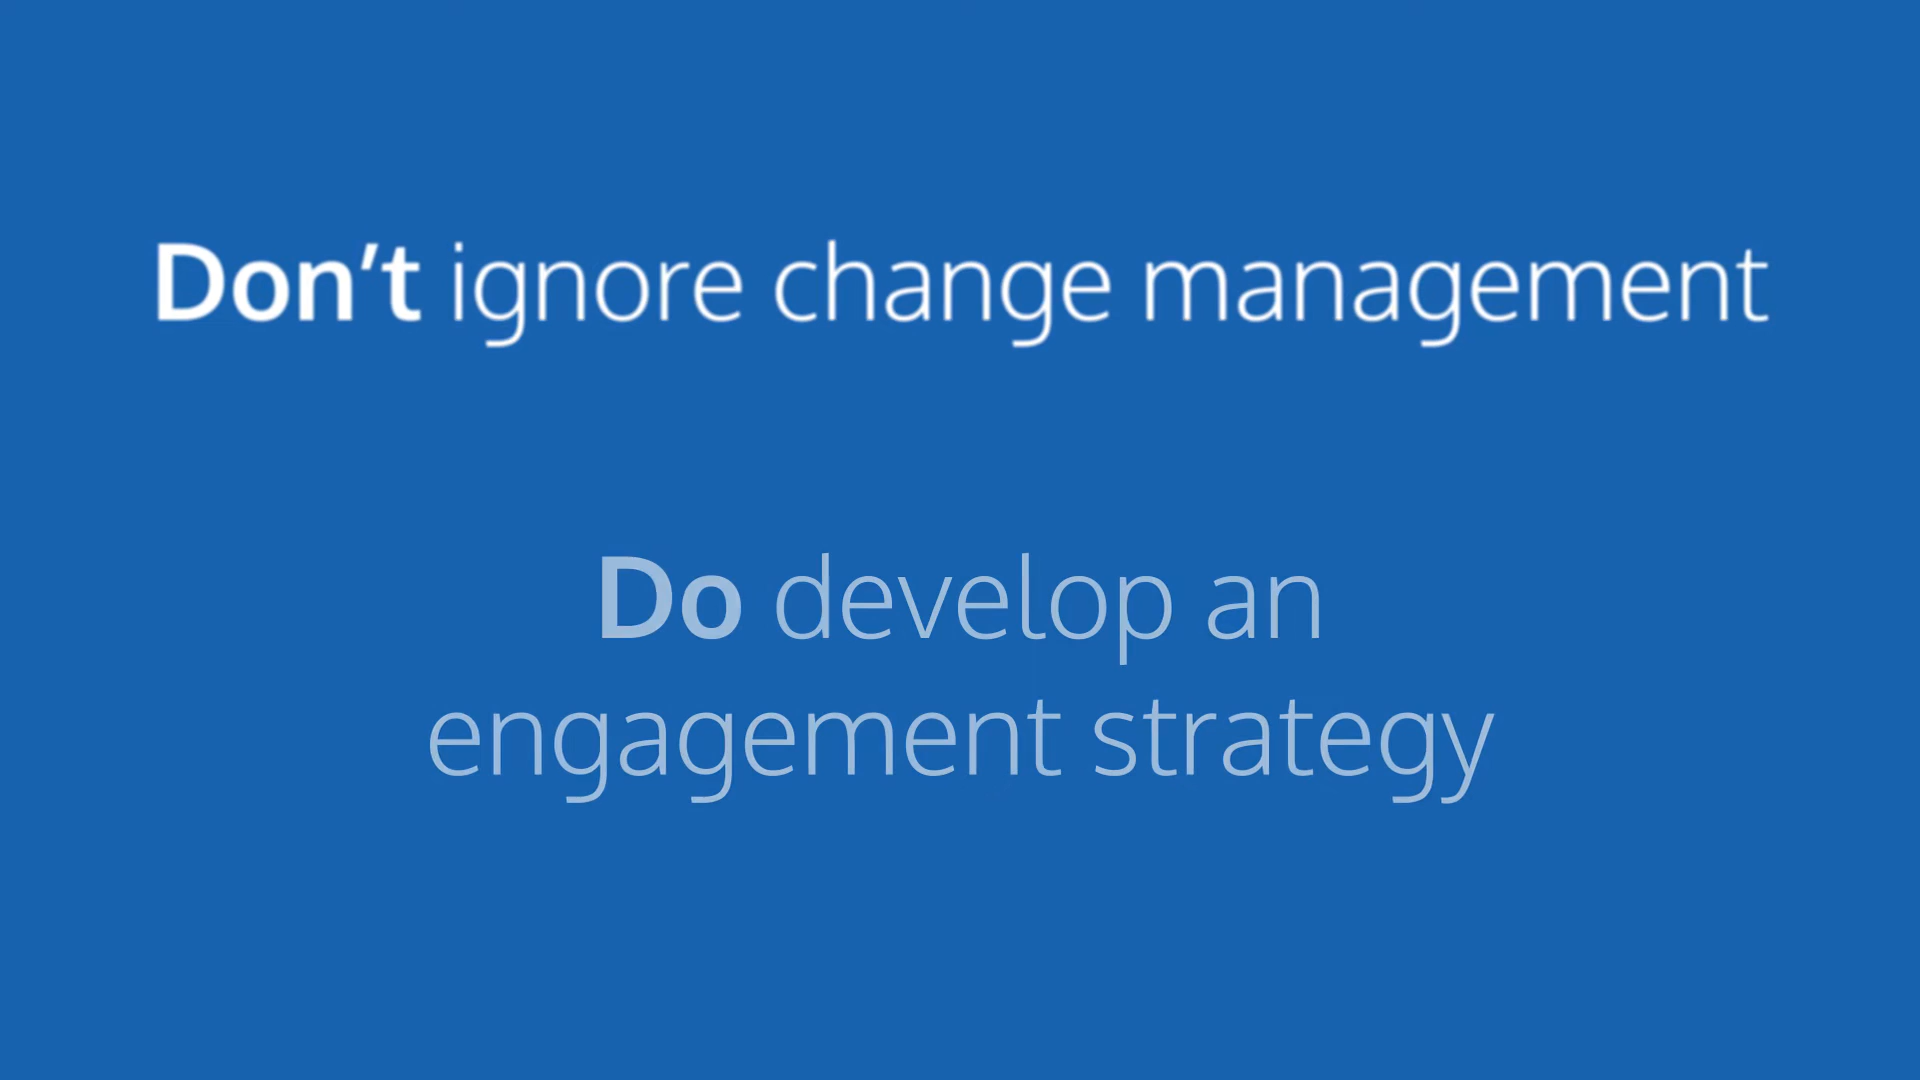 Don’t ignore change management
Do develop an
engagement strategy